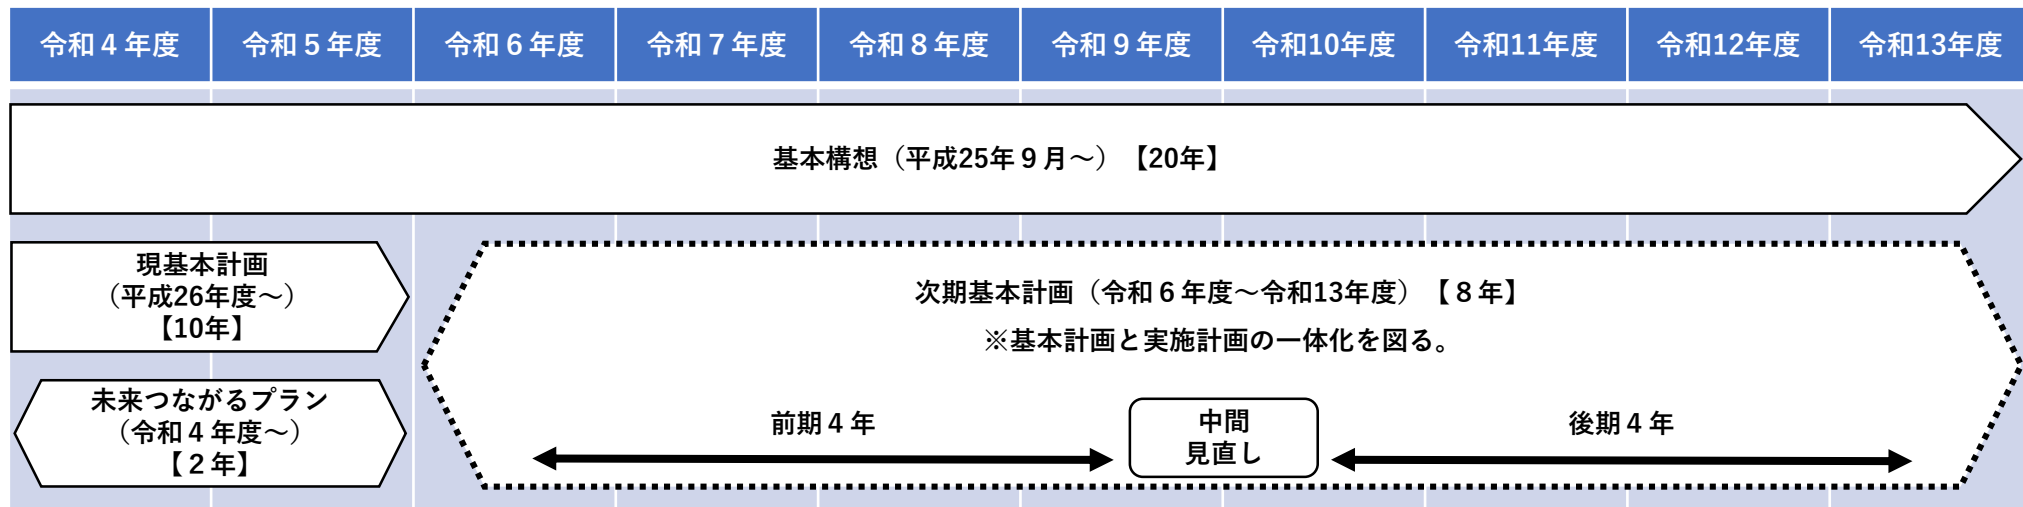 令和４年度 令和５年度 令和６年度 令和７年度 令和８年度 令和９年度 令和10年度 令和11年度 令和12年度 令和13年度
基本構想（平成25年９月～）【20年】
現基本計画
（平成26年度～）
【10年】
未来つながるプラン
（令和４年度～）
【２年】
次期基本計画（令和６年度～令和13年度）【８年】
※基本計画と実施計画の一体化を図る。
前期４年
中間
見直し
後期４年